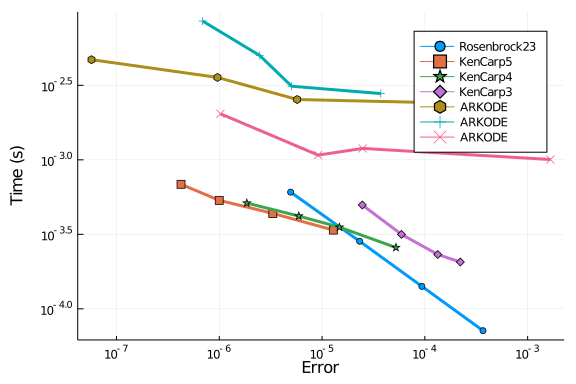 Time (s)
10^-2.5
10^-3.0
10^-3.5
10^-4.0
Rosenbrock23
KenCarp5
KenCarp4
KenCarp3
ARKODE
ARKODE
ARKODE
10^-7 10^-6 10^-5 10^-4 10^-3
Error